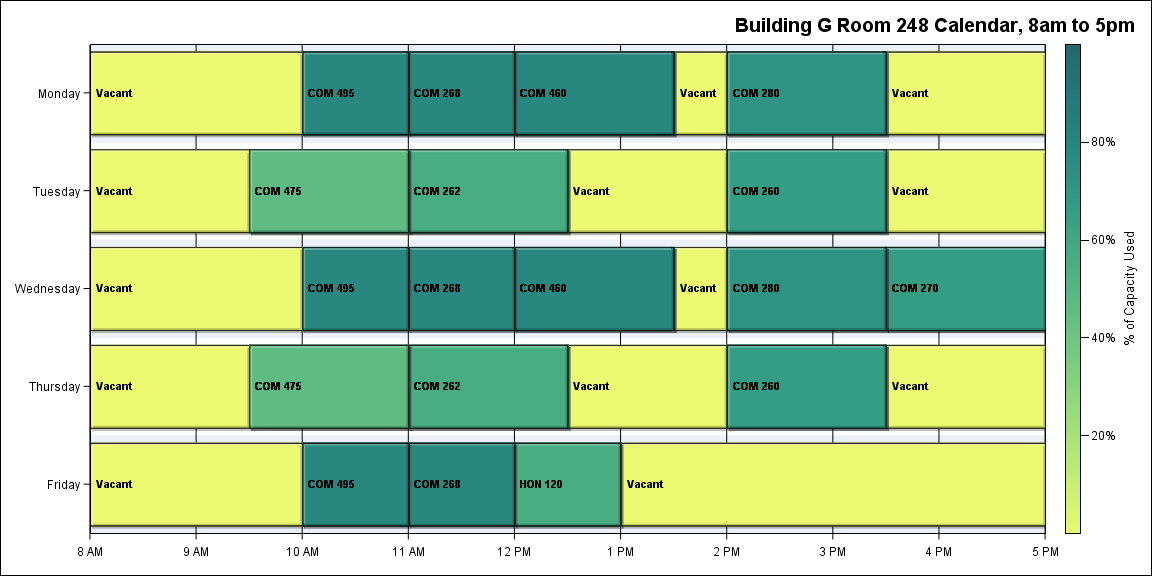 Building G Room 248 Calendar, 8am to 5pm
Monday
Vacant
COM 495
COM 268
COM 460
Vacant
COM 280
Vacant
Tuesday
Vacant
COM 475
COM 262
Vacant
COM 260
Vacant
Wednesday
Vacant
COM 495
COM 268
COM 460
Vacant
COM 280
COM 270
Thursday
Vacant
COM 475
COM 262
Vacant
COM 260
Vacant
Friday
Vacant
COM 495
COM 268
HON 120
Vacant
8 AM
9 AM
10 AM
11 AM
12 PM
1 PM
2 PM
3 PM
4 PM
5 PM
80%
60%
40%
20%
% of Capacity Used